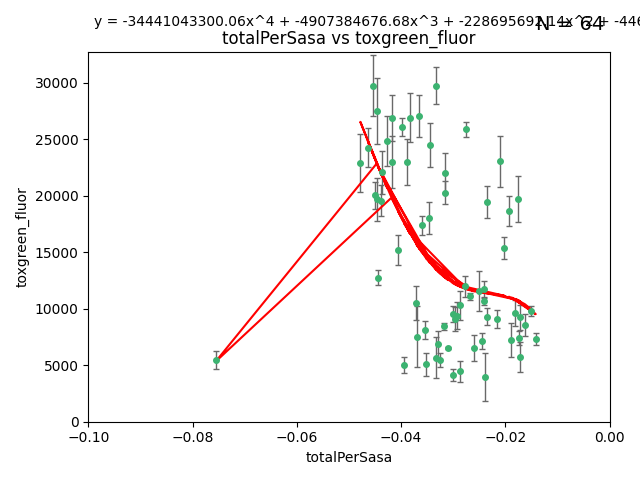 y = -34441043300.06x^4 + -4907384676.68x^3 + -228695692.14x^2 + -446
N = 64
totalPerSasa vs toxgreen_fluor
30000
25000
20000
15000
10000
5000
0
toxgreen_fluor
−0.10 −0.08 −0.06 −0.04 −0.02 0.00
totalPerSasa